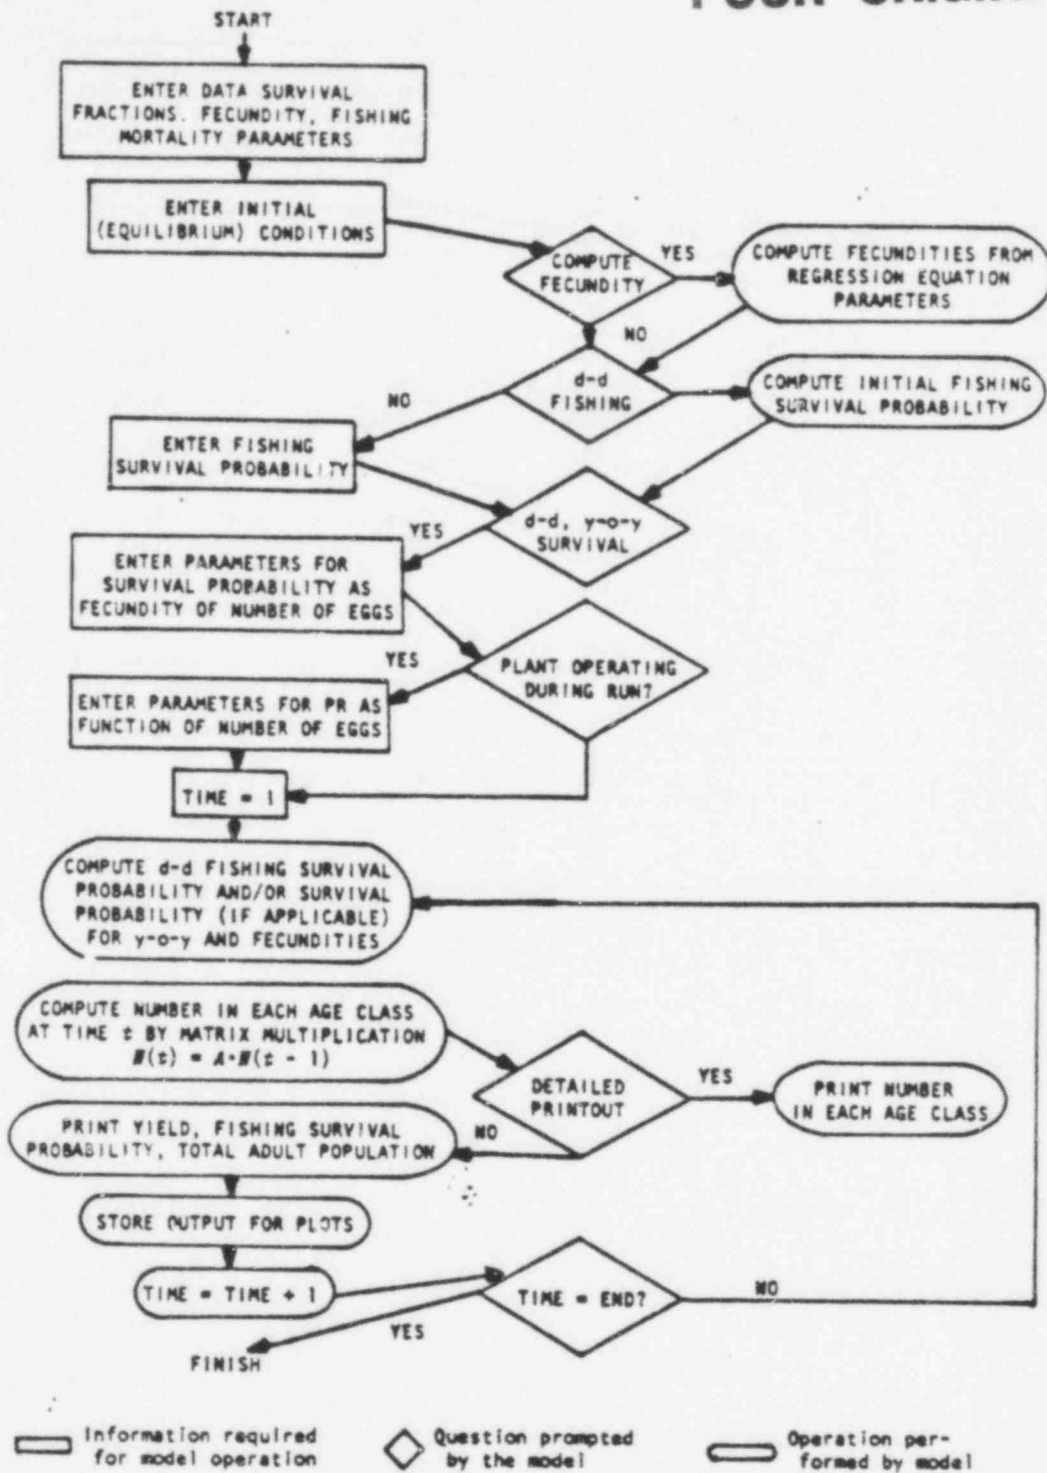 START
ENTER DATA SURVIVAL
FRACTIONS. FECUNDITY, FISHING
MORTALITY PARAMETERS
ENTER INITIAL
(EQUILIBRIUM) CONDITIONS
COMPUTE
FECUNDITY
YES
COMPUTE FECUNDITIES FROM
REGRESSION EQUATION
PARAMETERS
NO
d-d
FISHING
COMPUTE INITIAL FISHING
SURVIVAL PROBABILITY
NO
ENTER FISHING
SURVIVAL PROBABILITY
d-d, y-o-y
SURVIVAL
YES
ENTER PARAMETERS FOR
SURVIVAL PROBABILITY AS
FECUNDITY OF NUMBER OF EGGS
PLANT OPERATING
DURING RUN?
YES
ENTER PARAMETERS FOR PR AS
FUNCTION OF NUMBER OF EGGS
TIME = 1
COMPUTE d-d FISHING SURVIVAL
PROBABILITY AND/OR SURVIVAL
PROBABILITY (IF APPLICABLE)
FOR y-o-y AND FECUNDITIES
COMPUTE NUMBER IN EACH AGE CLASS
AT TIME t BY MATRIX MULTIPLICATION
N(t) = A·N(t - 1)
DETAILED
PRINTOUT
YES
PRINT NUMBER
IN EACH AGE CLASS
NO
PRINT YIELD, FISHING SURVIVAL
PROBABILITY, TOTAL ADULT POPULATION
STORE OUTPUT FOR PLOTS
TIME = TIME + 1
TIME = END?
NO
YES
FINISH
Information required
for model operation
Question prompted
by the model
Operation per-
formed by model